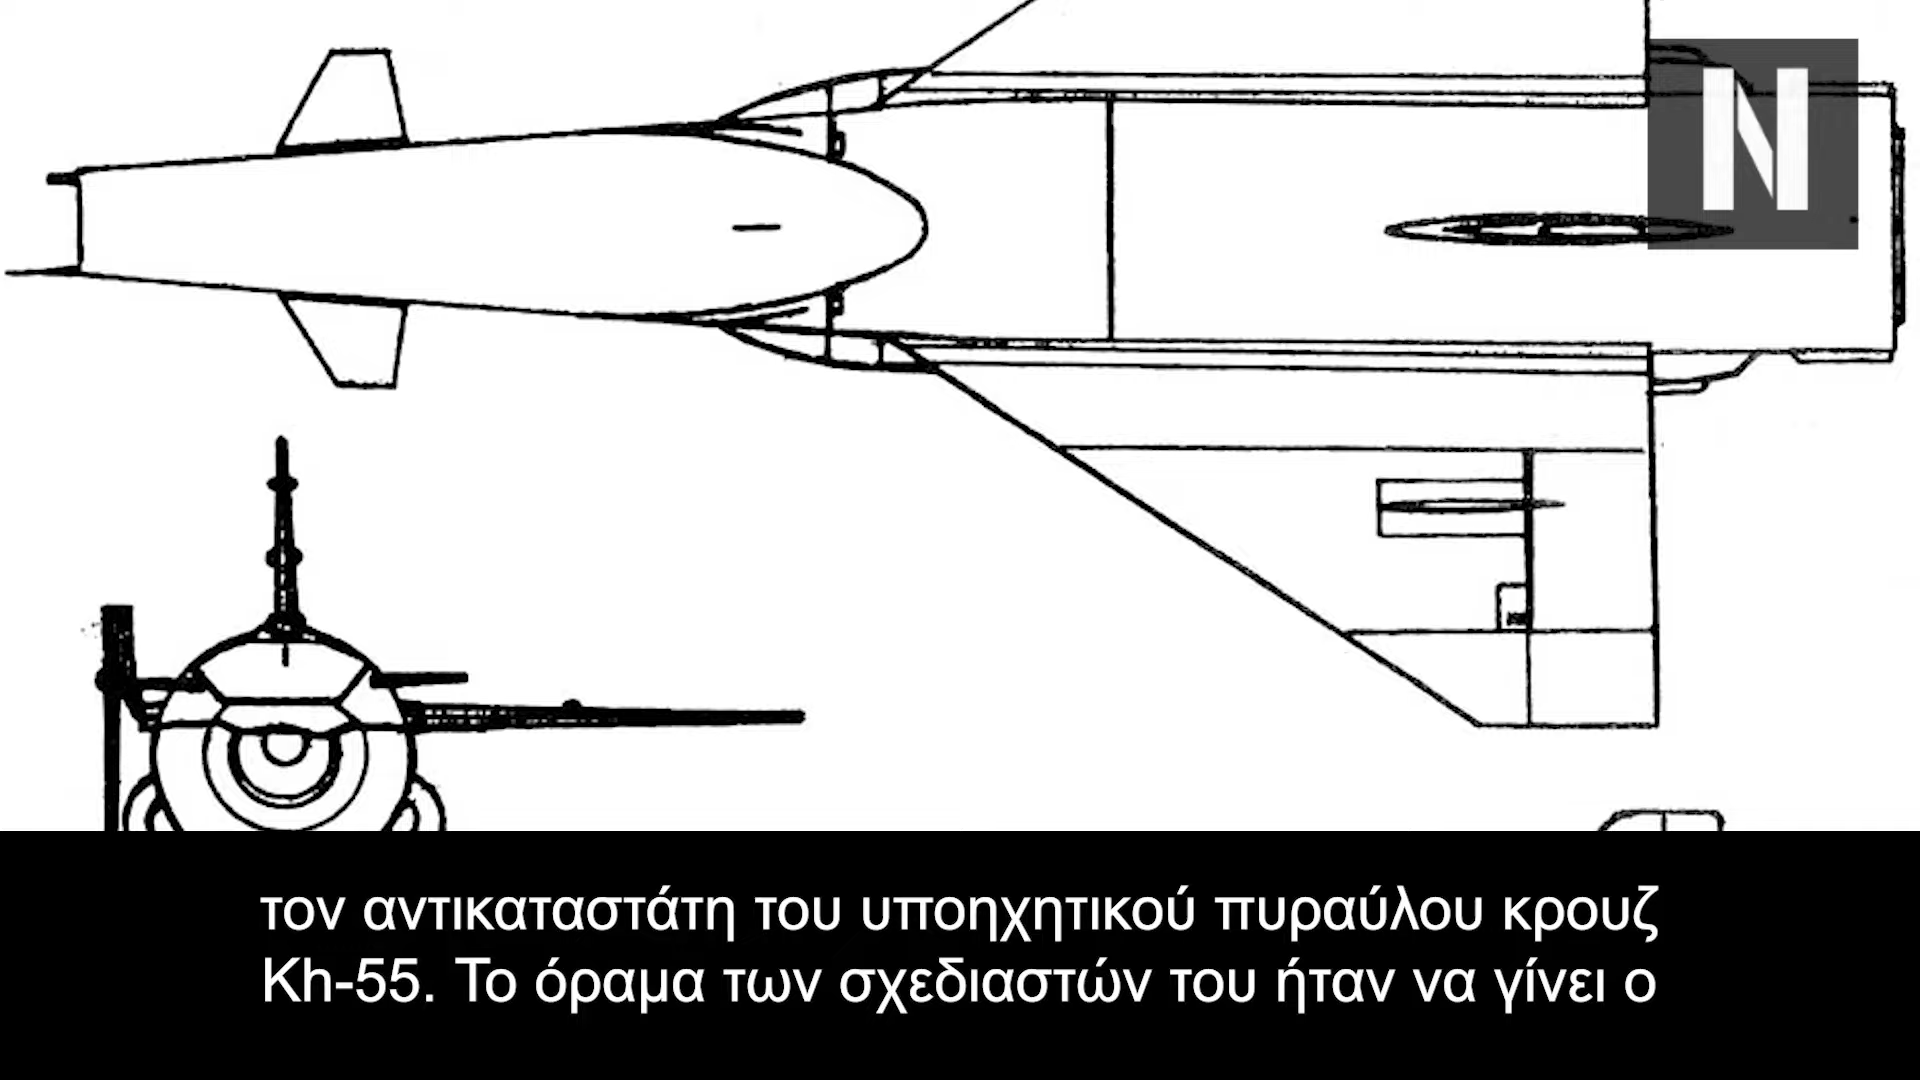 N
τον αντικαταστάτη του υποηχητικού πυραύλου κρουζ
Kh-55. Το όραμα των σχεδιαστών του ήταν να γίνει ο